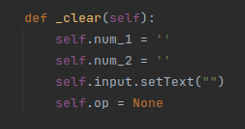 def _clear(self):
    self.num_1 = ''
    self.num_2 = ''
    self.input.setText("")
    self.op = None